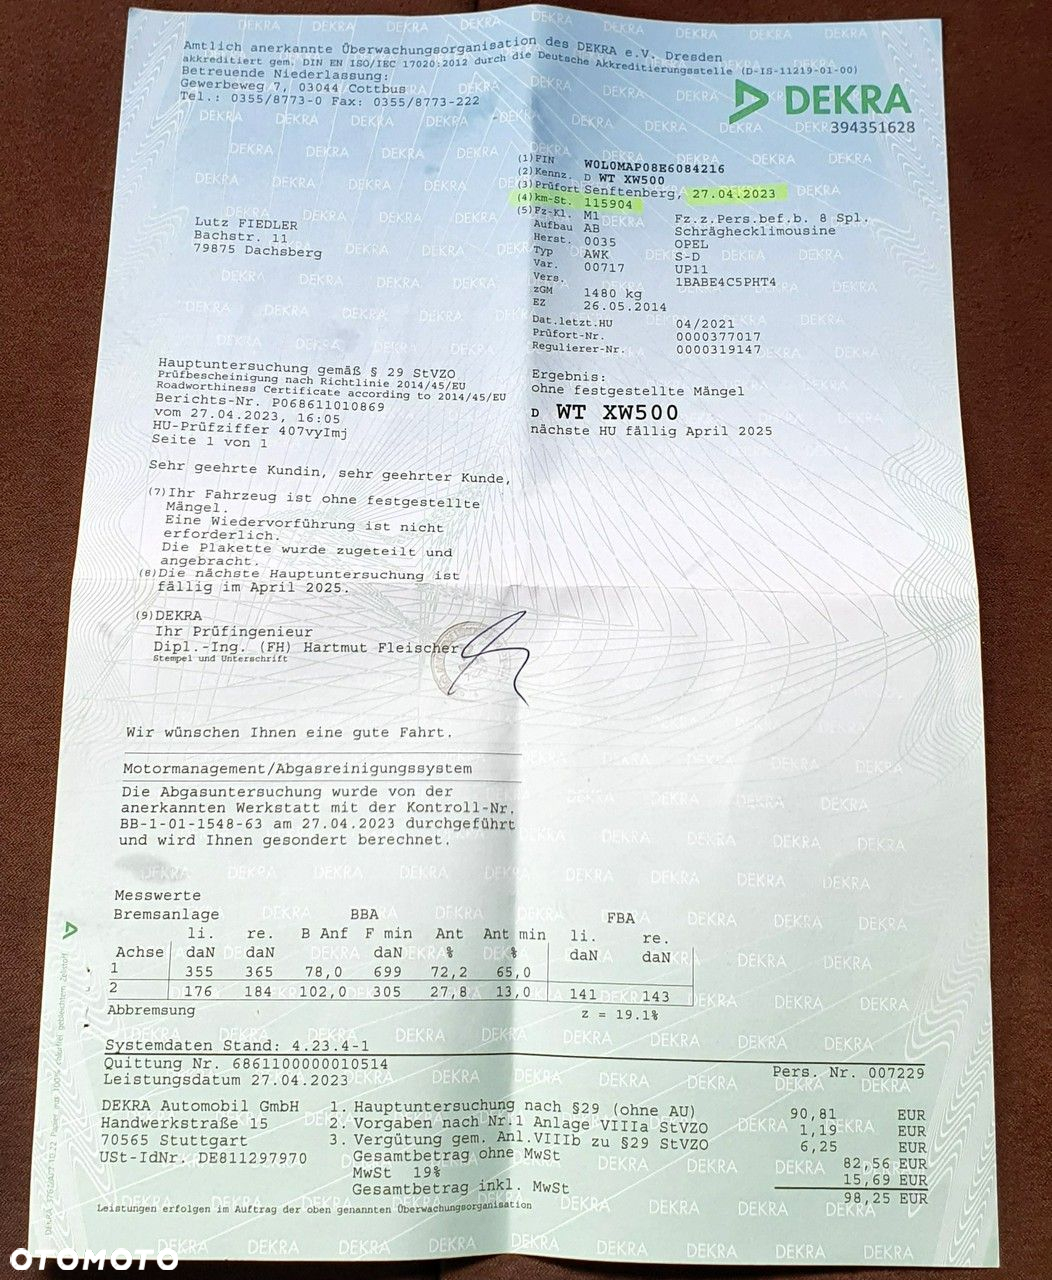 Amtlich anerkannte Überwachungsorganisation des DEKRA e.V. Dresden
akkreditiert gem. DIN EN ISO/IEC 17020:2012 durch die Deutsche Akkreditierungsstelle (D-IS-11219-01-00)
Betreuende Niederlassung:
Gewerbeweg 7, 03044 Cottbus
Tel.: 0355/8773-0 Fax: 0355/8773-222
DEKRA
394351628
(1) FIN W0L0MAP08E6084216
(2) Kennz. D WT XW500
(3) Prüfort Senftenberg, 27.04.2023
(4) km-St. 115904
(5) Fz-Kl. M1 Fz.z.Pers.bef.b. 8 Spl.
Aufbau AB Schräghecklimousine
Herst. 0035 OPEL
Typ AWK S-D
Var. 00717 UP11
Vers. 1BABE4C5PHT4
zGM 1480 kg
EZ 26.05.2014
Dat.letzt.HU 04/2021
Prüfort-Nr. 0000377017
Regulierer-Nr. 0000319147
Lutz FIEDLER
Bachstr. 11
79875 Dachsberg
Hauptuntersuchung gemäß § 29 StVZO
Prüfbescheinigung nach Richtlinie 2014/45/EU
Roadworthiness Certificate according to 2014/45/EU
Berichts-Nr. P068611010869
vom 27.04.2023, 16:05
HU-Prüfziffer 407vyImj
Seite 1 von 1
Ergebnis:
ohne festgestellte Mängel
D WT XW500
nächste HU fällig April 2025
Sehr geehrte Kundin, sehr geehrter Kunde,
(7) Ihr Fahrzeug ist ohne festgestellte
Mängel.
Eine Wiedervorführung ist nicht
erforderlich.
Die Plakette wurde zugeteilt und
angebracht.
(8) Die nächste Hauptuntersuchung ist
fällig im April 2025.
(9) DEKRA
Ihr Prüfingenieur
Dipl.-Ing. (FH) Hartmut Fleischer
Stempel und Unterschrift
Wir wünschen Ihnen eine gute Fahrt.
Motormanagement/Abgasreinigungssystem
Die Abgasuntersuchung wurde von der
anerkannten Werkstatt mit der Kontroll-Nr.
BB-1-01-1548-63 am 27.04.2023 durchgeführt
und wird Ihnen gesondert berechnet.
Messwerte
Bremsanlage BBA FBA
li. re. B Anf F min Ant Ant min li. re.
Achse daN daN daN % % daN daN
1 355 365 78,0 699 72,2 65,0
2 176 184 102,0 305 27,8 13,0 141 143
Abbremsung z = 19.1%
Systemdaten Stand: 4.23.4-1
Quittung Nr. 6861100000010514 Pers. Nr. 007229
Leistungsdatum 27.04.2023
DEKRA Automobil GmbH
Handwerkstraße 15
70565 Stuttgart
USt-IdNr. DE811297970
1. Hauptuntersuchung nach §29 (ohne AU) 90,81 EUR
2. Vorgaben nach Nr.1 Anlage VIIIa StVZO 1,19 EUR
3. Vergütung gem. Anl.VIIIb zu §29 StVZO 6,25 EUR
Gesamtbetrag ohne MwSt 82,56 EUR
MwSt 19% 15,69 EUR
Gesamtbetrag inkl. MwSt 98,25 EUR
Leistungen erfolgen im Auftrag der oben genannten Überwachungsorganisation
OTOMOTO